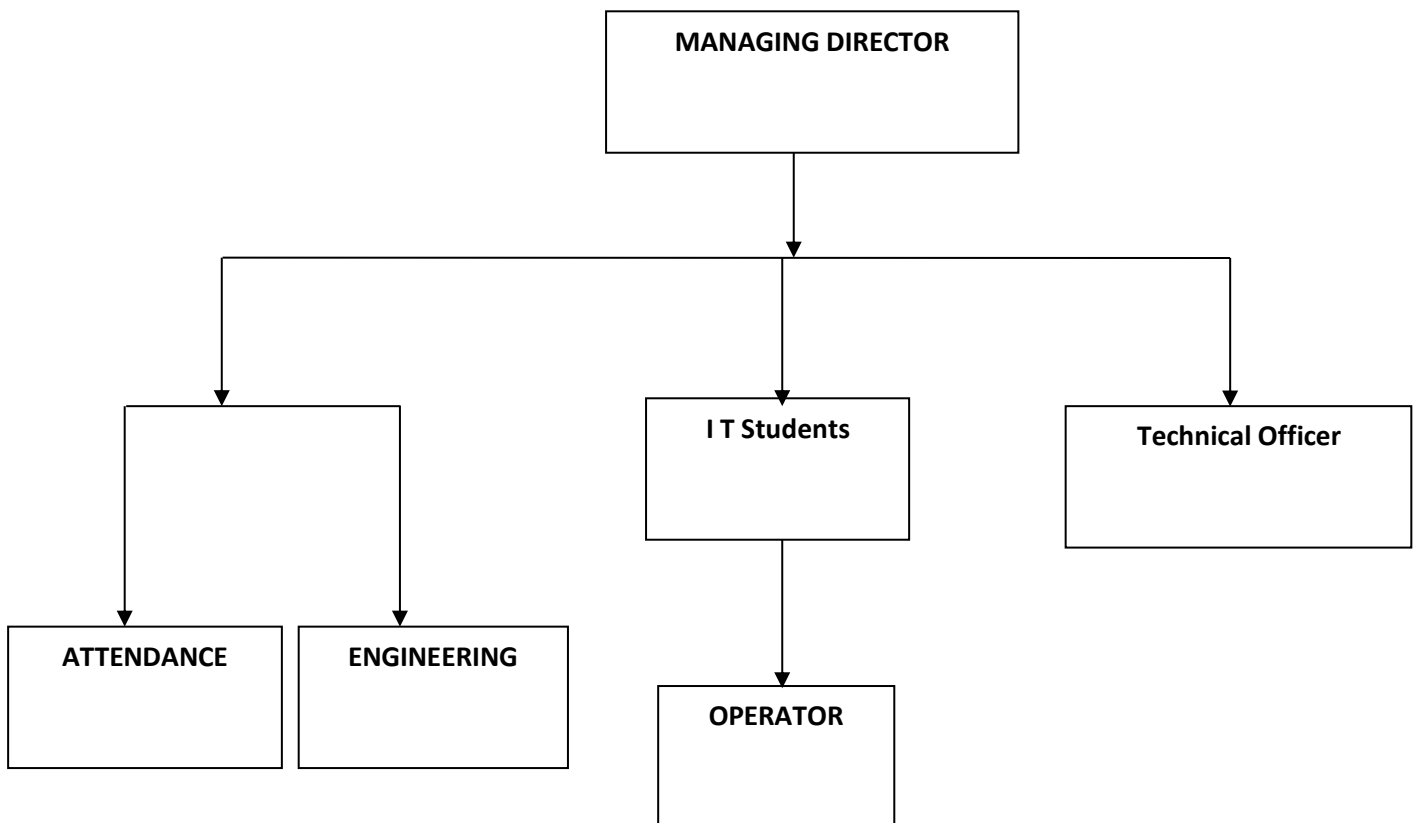 MANAGING DIRECTOR
I T Students
Technical Officer
ATTENDANCE
ENGINEERING
OPERATOR